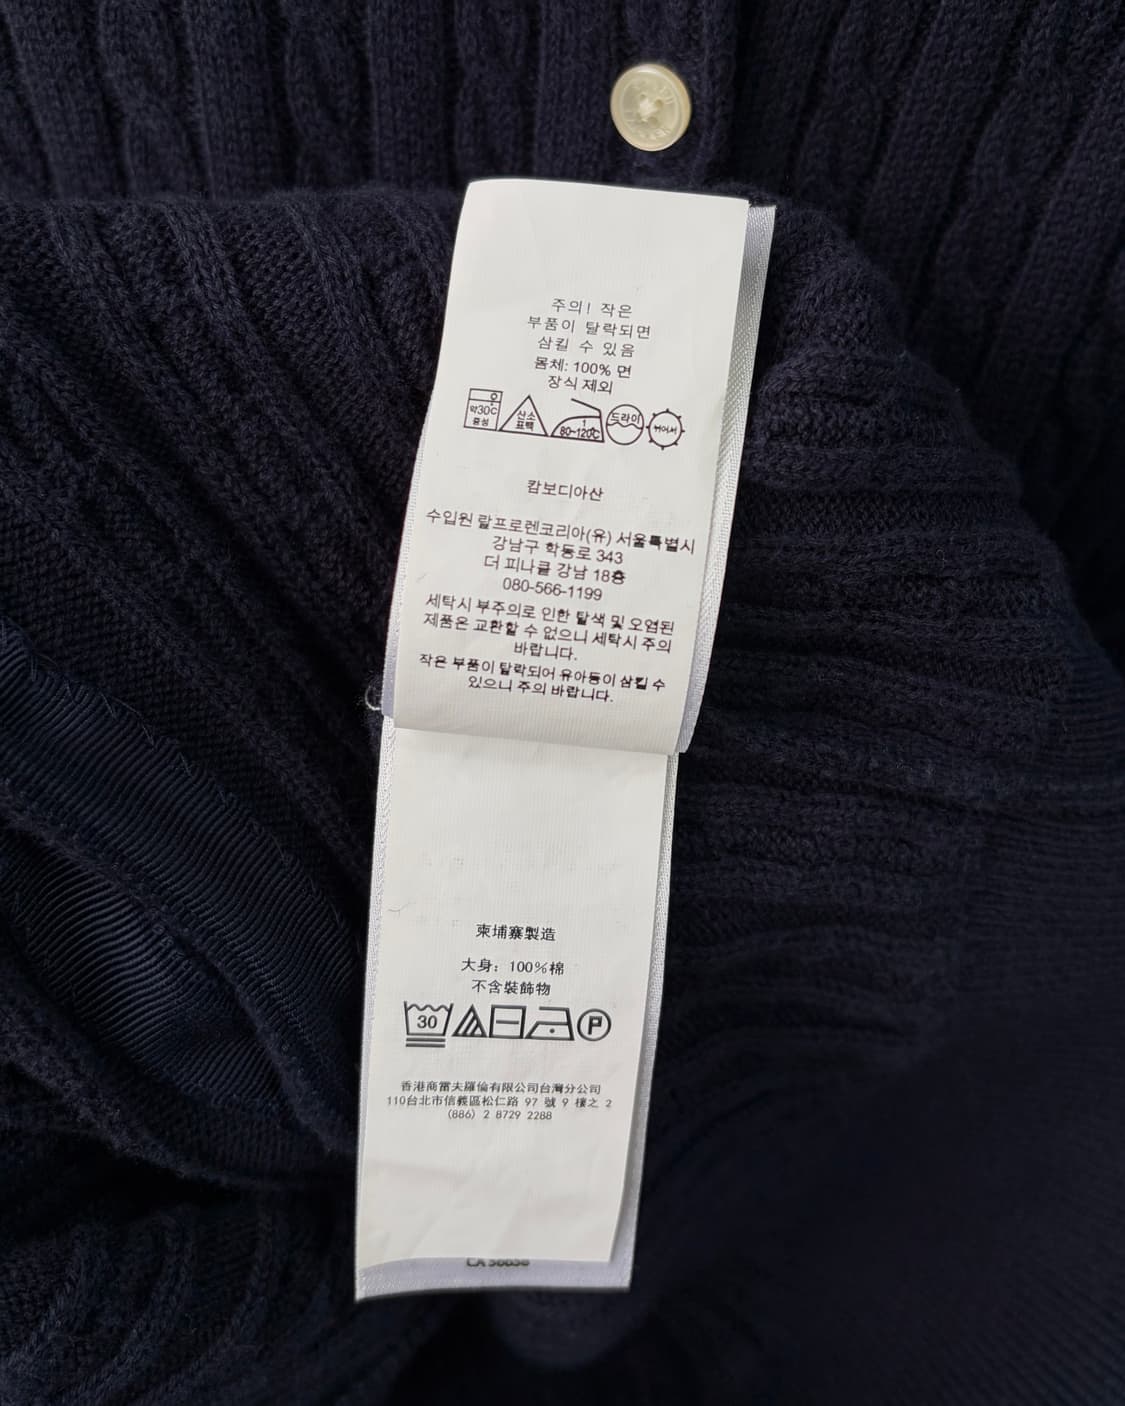 주의! 작은
부품이 탈락되면
삼킬 수 있음
몸체: 100% 면
장식 제외
약30C
중성
산소
표백
1
80~120℃
드라이
뉘어서
캄보디아산
수입원 랄프로렌코리아(유) 서울특별시
강남구 학동로 343
더 피나클 강남 18층
080-566-1199
세탁시 부주의로 인한 탈색 및 오염된
제품은 교환할 수 없으니 세탁시 주의
바랍니다.
작은 부품이 탈락되어 유아등이 삼킬 수
있으니 주의 바랍니다.
柬埔寨製造
大身: 100%棉
不含裝飾物
30
P
香港商雷夫羅倫有限公司台灣分公司
110台北市信義區松仁路 97 號 9 樓之 2
(886) 2 8729 2288